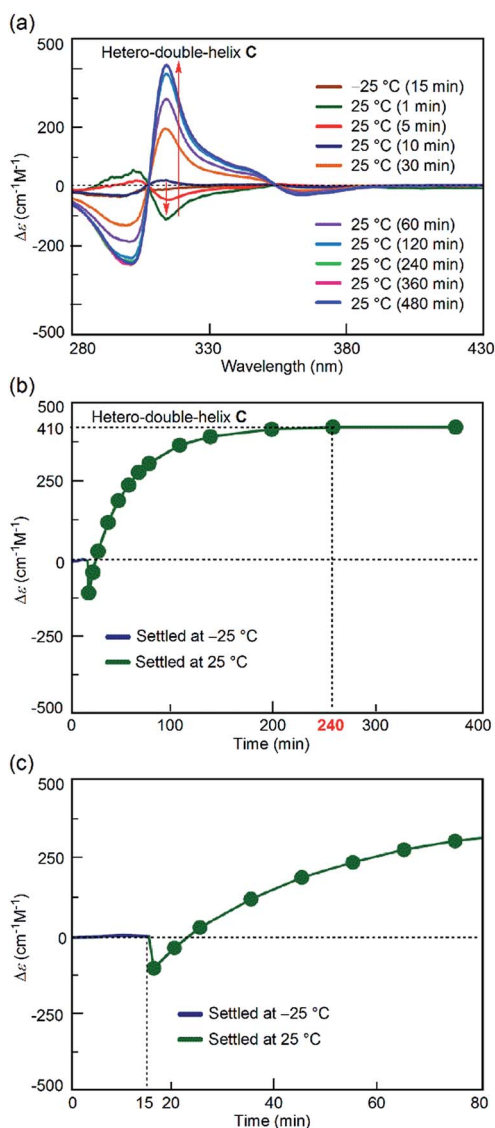 (a)
500
Hetero-double-helix C
200
0
-200
-500
Δε (cm⁻¹M⁻¹)
–25 °C (15 min)
25 °C (1 min)
25 °C (5 min)
25 °C (10 min)
25 °C (30 min)
25 °C (60 min)
25 °C (120 min)
25 °C (240 min)
25 °C (360 min)
25 °C (480 min)
280 330 380 430
Wavelength (nm)
(b)
500
Hetero-double-helix C
410
250
0
-250
-500
Δε (cm⁻¹M⁻¹)
Settled at –25 °C
Settled at 25 °C
0 100 200 240 300 400
Time (min)
(c)
500
250
0
-250
-500
Δε (cm⁻¹M⁻¹)
Settled at –25 °C
Settled at 25 °C
0 15 20 40 60 80
Time (min)